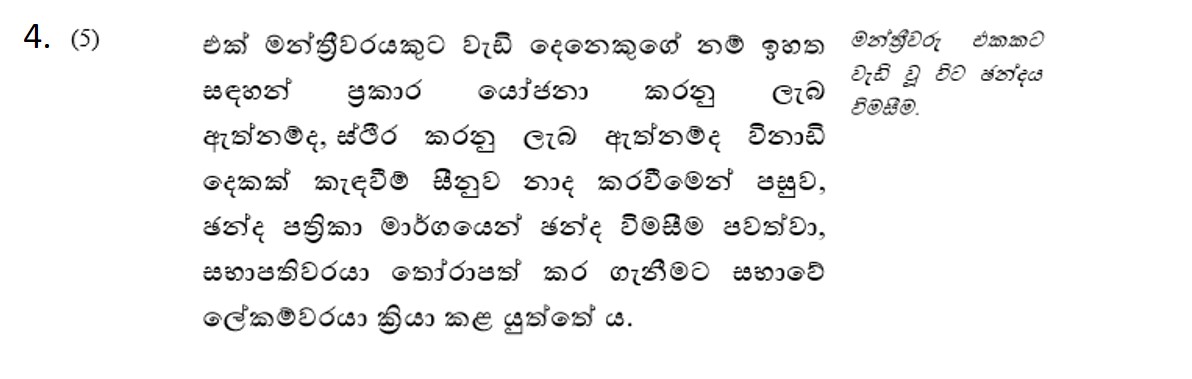 4. (5)
එක් මන්ත්‍රීවරයකුට වැඩි දෙනෙකුගේ නම් ඉහත
සඳහන් ප්‍රකාර යෝජනා කරනු ලැබ
ඇත්නම්ද, ස්ථීර කරනු ලැබ ඇත්නම්ද විනාඩි
දෙකක් කැඳවීම් සීනුව නාද කරවීමෙන් පසුව,
ඡන්ද පත්‍රිකා මාර්ගයෙන් ඡන්ද විමසීම පවත්වා,
සභාපතිවරයා තෝරාපත් කර ගැනීමට සභාවේ
ලේකම්වරයා ක්‍රියා කළ යුත්තේ ය.
මන්ත්‍රීවරු එකකට
වැඩි වූ විට ඡන්දය
විමසීම.